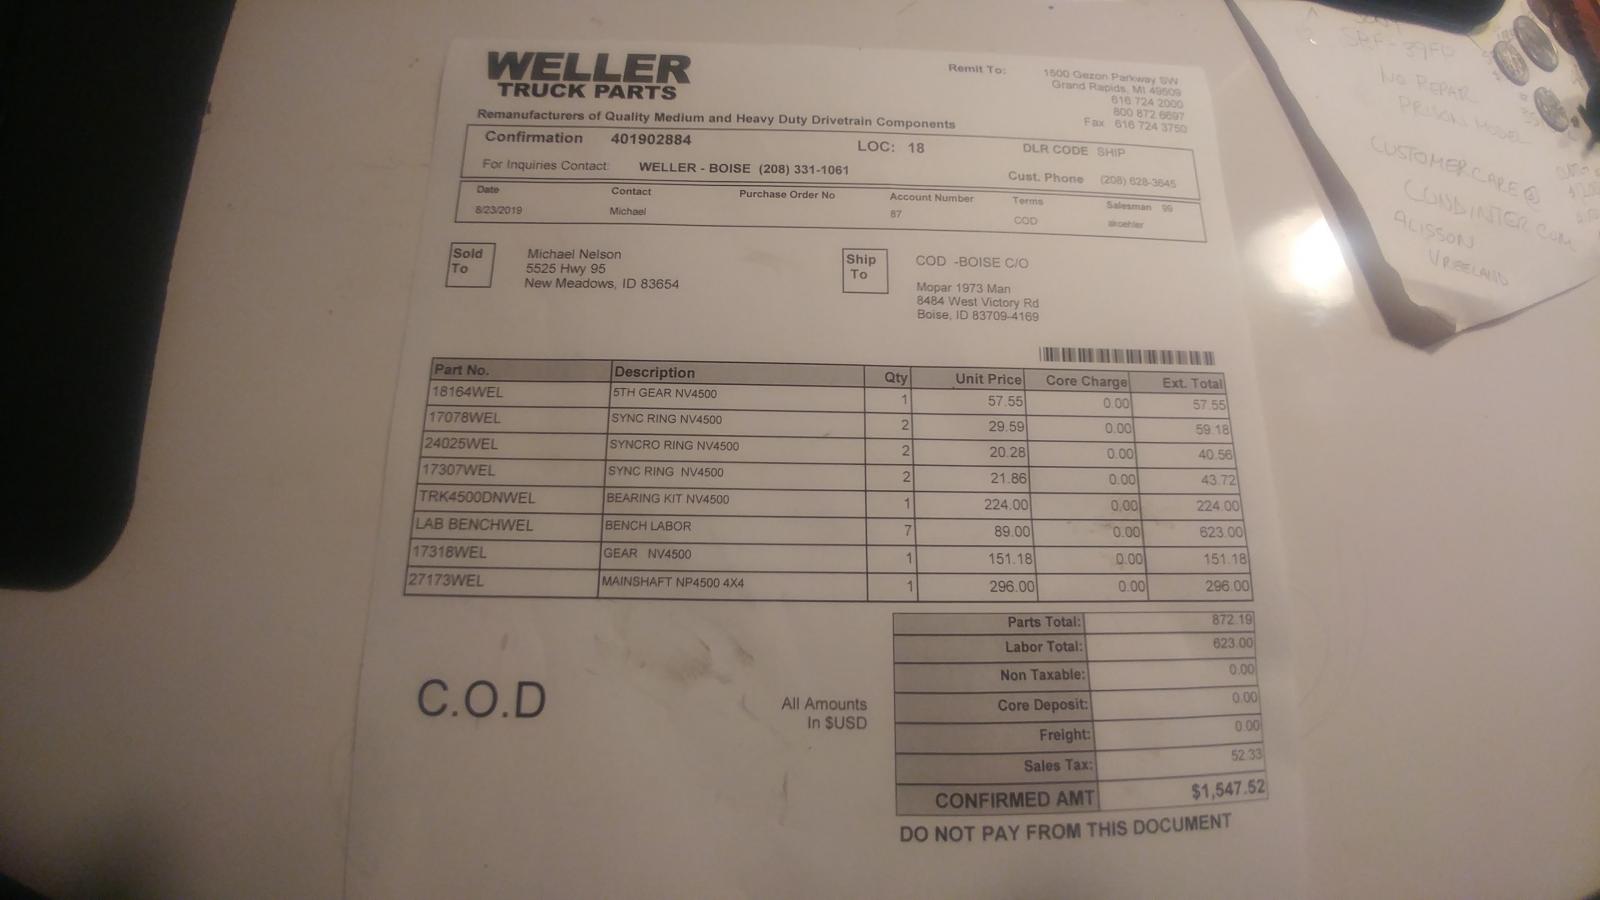 WELLER
TRUCK PARTS
Remanufacturers of Quality Medium and Heavy Duty Drivetrain Components
Remit To: 1500 Gezon Parkway SW
Grand Rapids, MI 49509
616 724 2000
800 872 6697
Fax 616 724 3750
Confirmation 401902884 LOC: 18 DLR CODE SHIP
For Inquiries Contact: WELLER - BOISE (208) 331-1061 Cust. Phone (208) 628-3645
Date Contact Purchase Order No Account Number Terms Salesman 99
8/23/2019 Michael 87 COD
Sold To
Michael Nelson
5525 Hwy 95
New Meadows, ID 83654
Ship To
COD -BOISE C/O
Mopar 1973 Man
8484 West Victory Rd
Boise, ID 83709-4169
Part No. Description Qty Unit Price Core Charge Ext. Total
18164WEL 5TH GEAR NV4500 1 57.55 0.00 57.55
17078WEL SYNC RING NV4500 2 29.59 0.00 59.18
24025WEL SYNCRO RING NV4500 2 20.28 0.00 40.56
17307WEL SYNC RING NV4500 2 21.86 0.00 43.72
TRK4500DNWEL BEARING KIT NV4500 1 224.00 0.00 224.00
LAB BENCHWEL BENCH LABOR 7 89.00 0.00 623.00
17318WEL GEAR NV4500 1 151.18 0.00 151.18
27173WEL MAINSHAFT NP4500 4X4 1 296.00 0.00 296.00
Parts Total: 872.19
Labor Total: 623.00
Non Taxable: 0.00
Core Deposit: 0.00
Freight: 0.00
Sales Tax: 52.33
CONFIRMED AMT $1,547.52
C.O.D
All Amounts
In $USD
DO NOT PAY FROM THIS DOCUMENT
NO REPAIR
PRISON MODEL
CUSTOMERCARE @
ALISSON
VREELAND